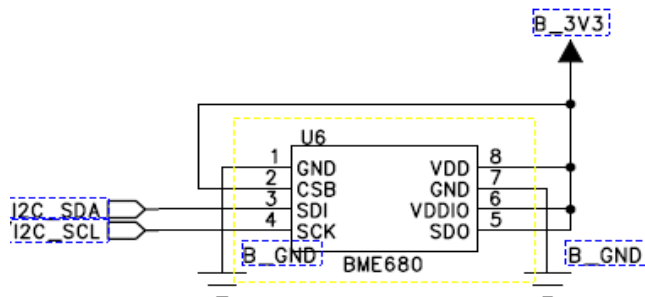 B_3V3
U6
1 GND VDD 8
2 CSB GND 7
I2C_SDA 3 SDI VDDIO 6
I2C_SCL 4 SCK SDO 5
B_GND BME680 B_GND